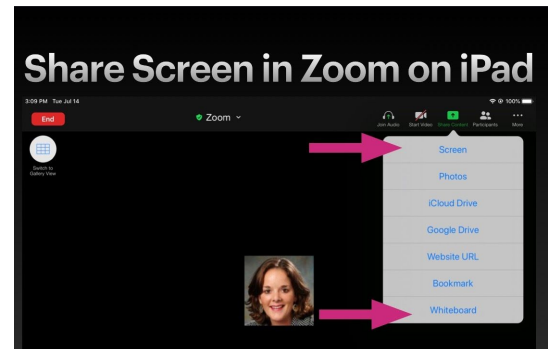 Share Screen in Zoom on iPad
3:09 PM Tue Jul 14
100%
End
Zoom
Join Audio Start Video Share Content Participants More
Switch to
Gallery View
Screen
Photos
iCloud Drive
Google Drive
Website URL
Bookmark
Whiteboard